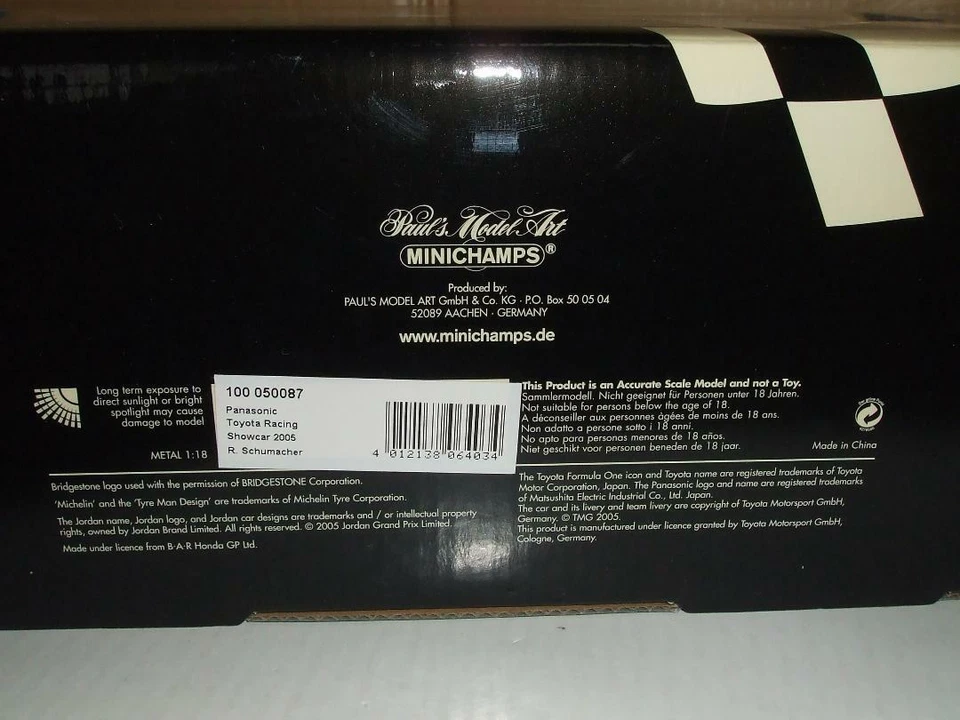 Paul's Model Art
MINICHAMPS®
Produced by:
PAUL'S MODEL ART GmbH & Co. KG · P.O. Box 50 05 04
52089 AACHEN · GERMANY
www.minichamps.de
Long term exposure to
direct sunlight or bright
spotlight may cause
damage to model
METAL 1:18
100 050087
Panasonic
Toyota Racing
Showcar 2005
R. Schumacher
4 012138 064034
This Product is an Accurate Scale Model and not a Toy.
Sammlermodell. Nicht geeignet für Personen unter 18 Jahren.
Not suitable for persons below the age of 18.
A déconseiller aux personnes âgées de moins de 18 ans.
Non adatto a persone sotto i 18 anni.
No apto para personas menores de 18 años.
Niet geschikt voor personen beneden de 18 jaar.
Made in China
Bridgestone logo used with the permission of BRIDGESTONE Corporation.
'Michelin' and the 'Tyre Man Design' are trademarks of Michelin Tyre Corporation.
The Jordan name, Jordan logo, and Jordan car designs are trademarks and / or intellectual property
rights, owned by Jordan Brand Limited. All rights reserved. © 2005 Jordan Grand Prix Limited.
Made under licence from B·A·R Honda GP Ltd.
The Toyota Formula One icon and Toyota name are registered trademarks of Toyota
Motor Corporation, Japan. The Panasonic logo and name are registered trademarks
of Matsushita Electric Industrial Co., Ltd. Japan.
The car and its livery and team livery are copyright of Toyota Motorsport GmbH,
Germany. © TMG 2005.
This product is manufactured under licence granted by Toyota Motorsport GmbH,
Cologne, Germany.